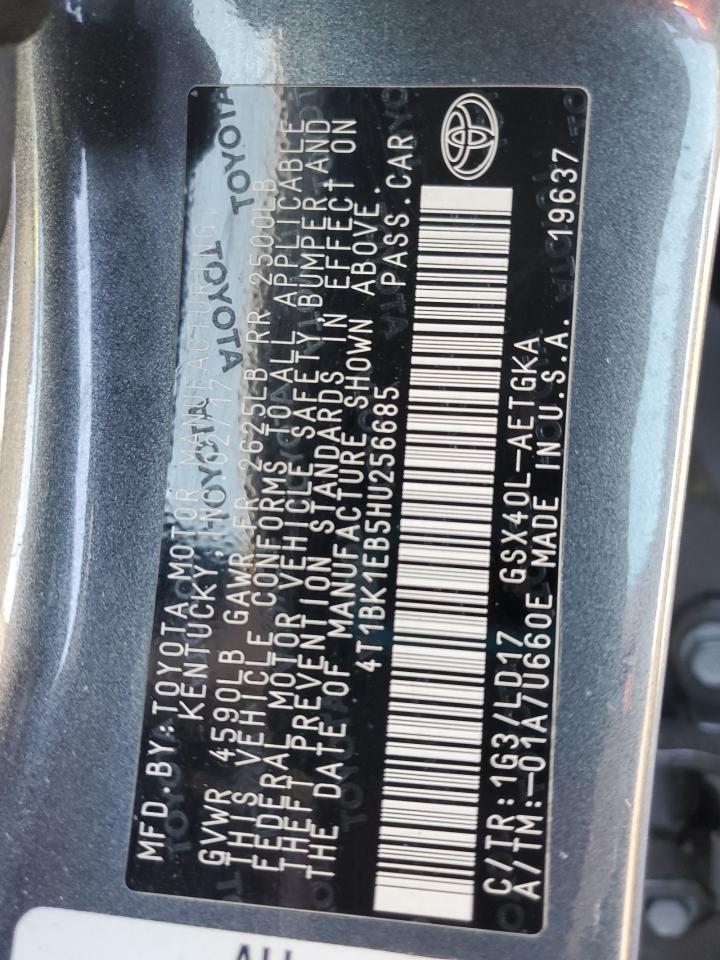 MFD.BY:TOYOTA MOTOR MANUFACTURING,
KENTUCKY,INC. 02/17
GVWR 4590LB GAWR FR 2625LB RR 2500LB
THIS VEHICLE CONFORMS TO ALL APPLICABLE
FEDERAL MOTOR VEHICLE SAFETY, BUMPER, AND
THEFT PREVENTION STANDARDS IN EFFECT ON
THE DATE OF MANUFACTURE SHOWN ABOVE.
4T1BK1EB5HU256685 PASS.CAR
C/TR:1G3/LD17 GSX40L-AETGKA
A/TM:-01A/U660E MADE IN U.S.A. 19637